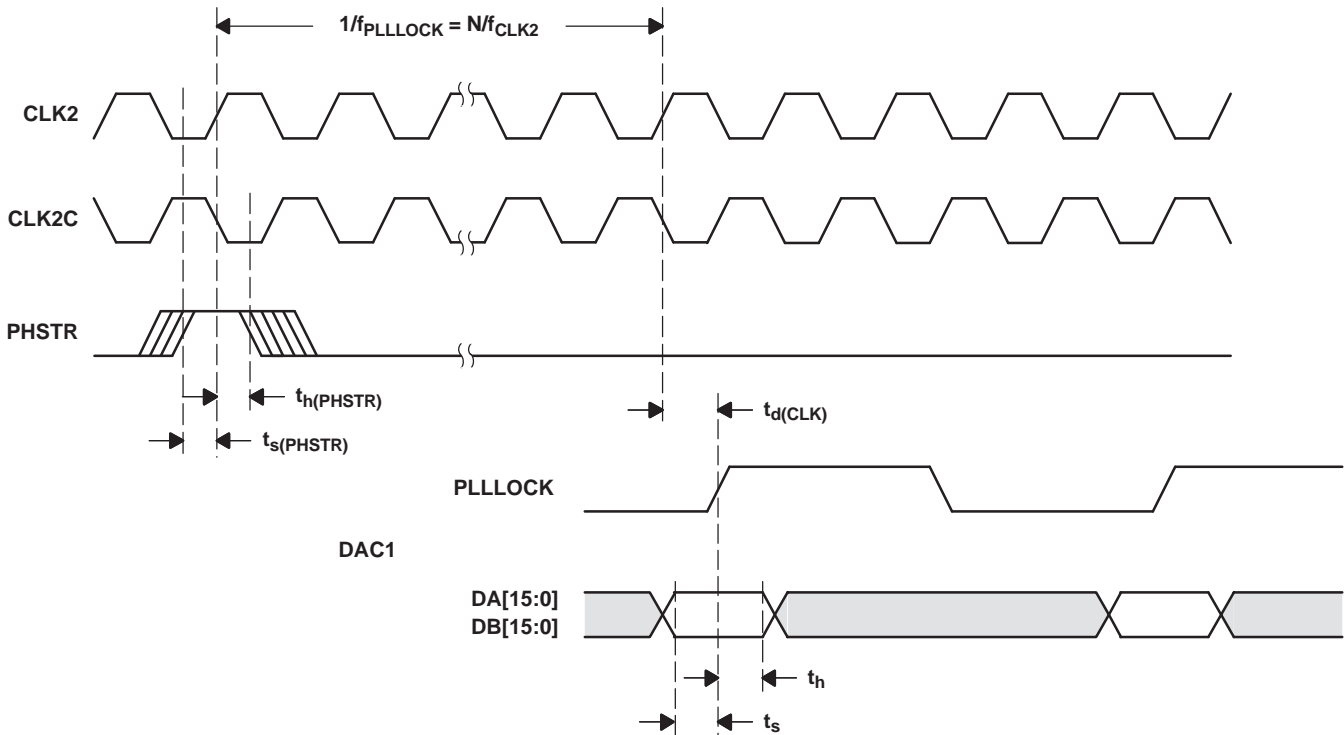 1/fPLLLOCK = N/fCLK2
CLK2
CLK2C
PHSTR
th(PHSTR)
td(CLK)
ts(PHSTR)
PLLLOCK
DAC1
DA[15:0]
DB[15:0]
th
ts